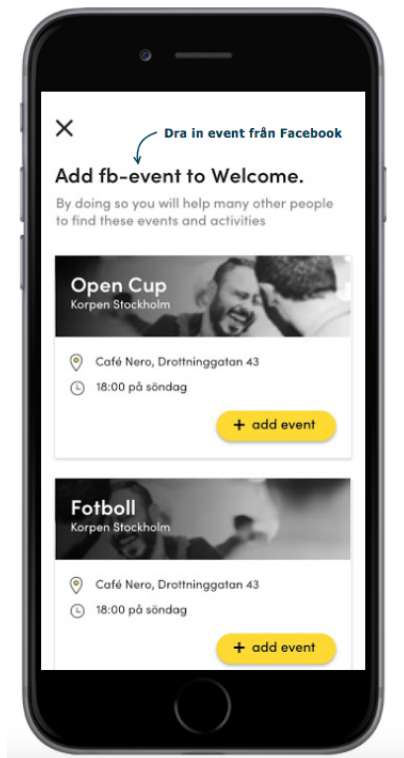 Dra in event från Facebook
Add fb-event to Welcome.
By doing so you will help many other people
to find these events and activities
Open Cup
Korpen Stockholm
Café Nero, Drottninggatan 43
18:00 på söndag
+ add event
Fotboll
Korpen Stockholm
Café Nero, Drottninggatan 43
18:00 på söndag
+ add event